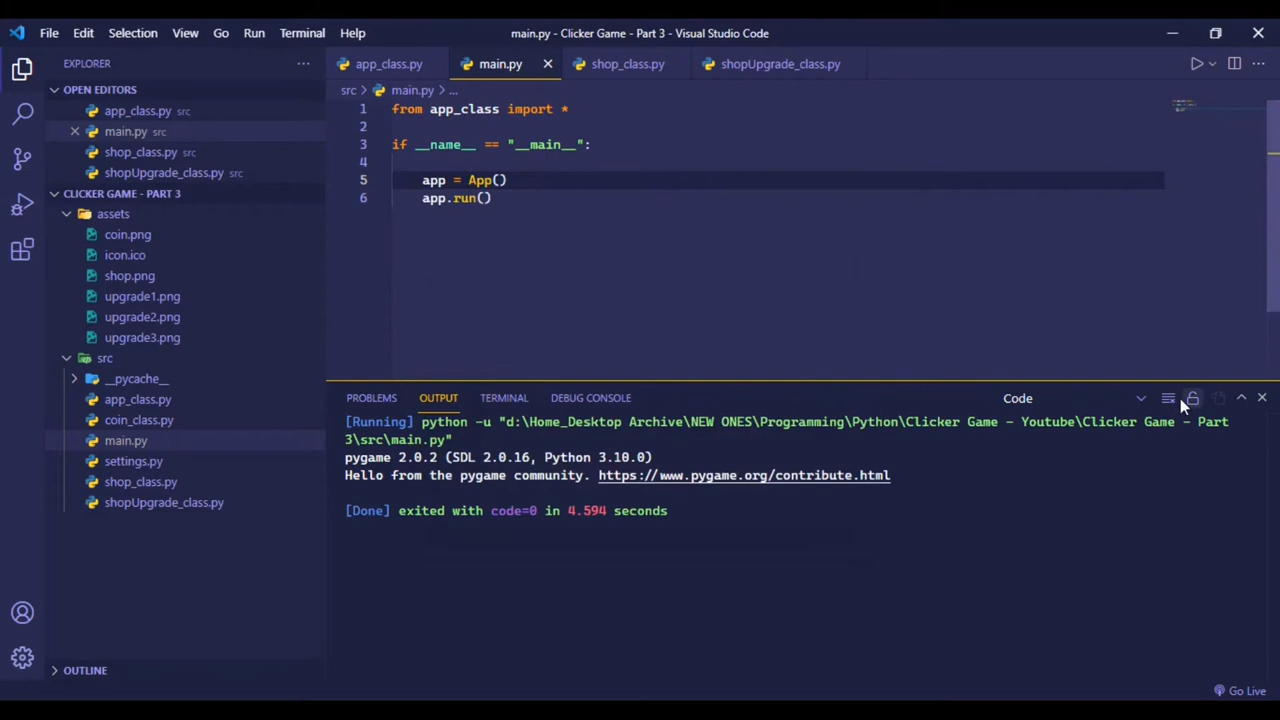 File Edit Selection View Go Run Terminal Help
main.py - Clicker Game - Part 3 - Visual Studio Code
EXPLORER
OPEN EDITORS
app_class.py src
main.py src
shop_class.py src
shopUpgrade_class.py src
CLICKER GAME - PART 3
assets
coin.png
icon.ico
shop.png
upgrade1.png
upgrade2.png
upgrade3.png
src
__pycache__
app_class.py
coin_class.py
main.py
settings.py
shop_class.py
shopUpgrade_class.py
OUTLINE
app_class.py main.py shop_class.py shopUpgrade_class.py
src > main.py > ...
1 from app_class import *
2
3 if __name__ == "__main__":
4
5 app = App()
6 app.run()
PROBLEMS OUTPUT TERMINAL DEBUG CONSOLE Code
[Running] python -u "d:\Home_Desktop Archive\NEW ONES\Programming\Python\Clicker Game - Youtube\Clicker Game - Part
3\src\main.py"
pygame 2.0.2 (SDL 2.0.16, Python 3.10.0)
Hello from the pygame community. https://www.pygame.org/contribute.html
[Done] exited with code=0 in 4.594 seconds
Go Live